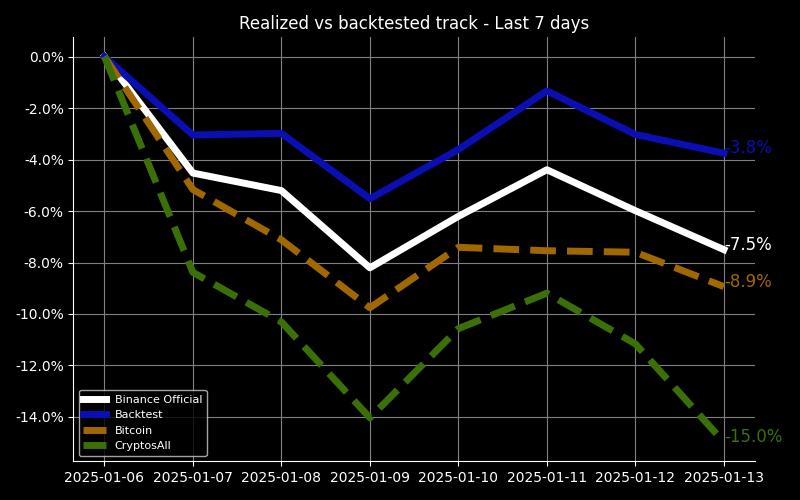 Realized vs backtested track - Last 7 days
0.0%
-2.0%
-4.0%
-6.0%
-8.0%
-10.0%
-12.0%
-14.0%
-3.8%
-7.5%
-8.9%
-15.0%
Binance Official
Backtest
Bitcoin
CryptosAll
2025-01-06 2025-01-07 2025-01-08 2025-01-09 2025-01-10 2025-01-11 2025-01-12 2025-01-13